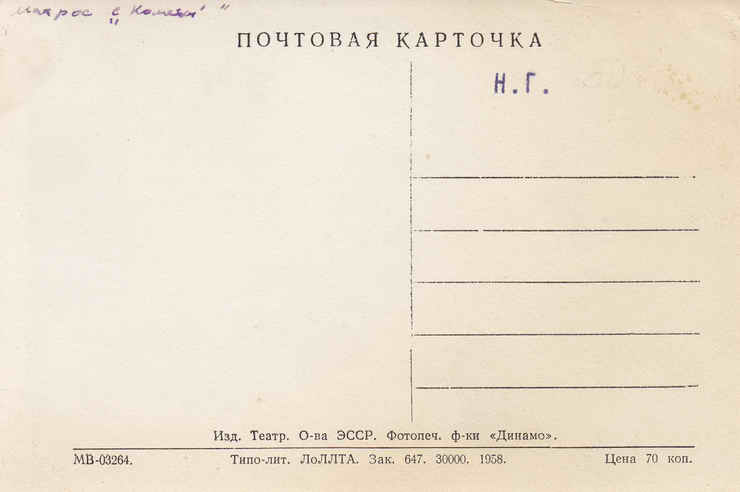 матрос с „Кометы"
ПОЧТОВАЯ КАРТОЧКА
Н.Г.
Изд. Театр. О-ва ЭССР. Фотопеч. ф-ки «Динамо».
МВ-03264. Типо-лит. ЛоЛЛТА. Зак. 647. 30000. 1958. Цена 70 коп.